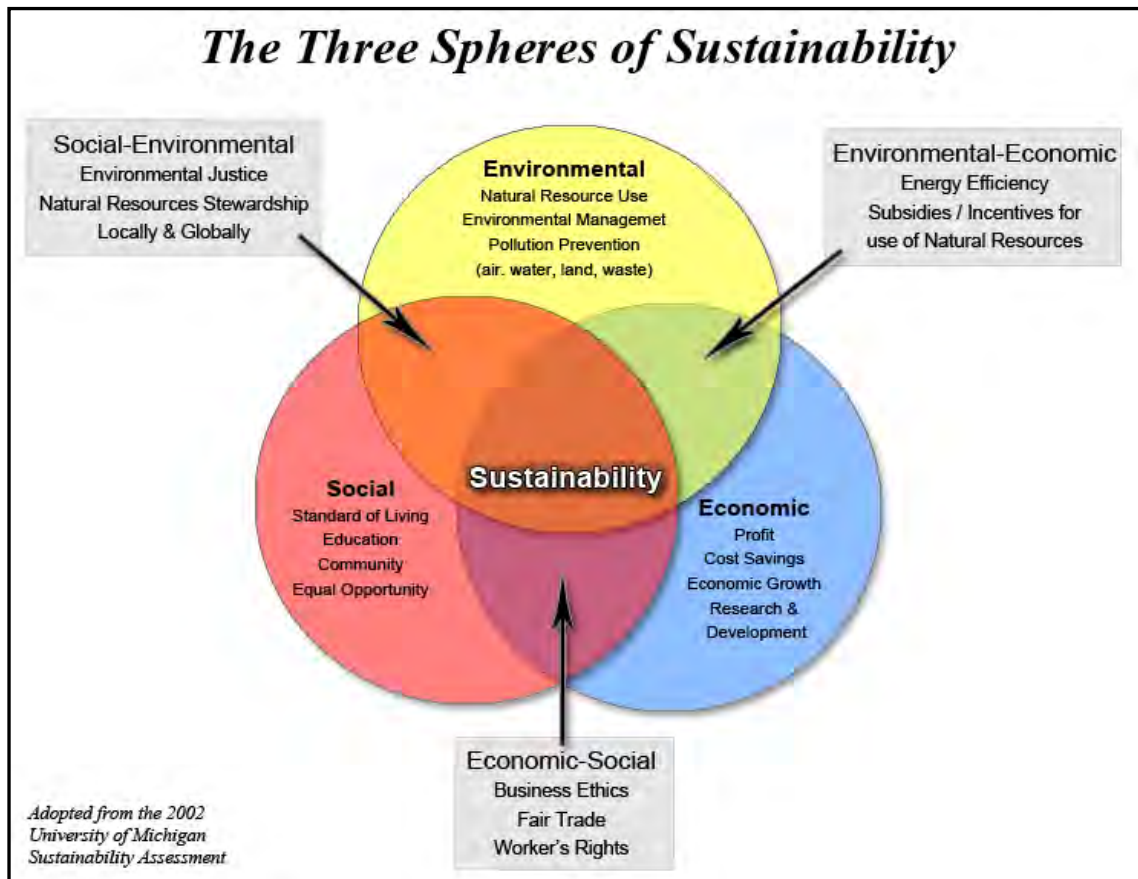 The Three Spheres of Sustainability
Social-Environmental
Environmental Justice
Natural Resources Stewardship
Locally & Globally
Environmental
Natural Resource Use
Environmental Managemet
Pollution Prevention
(air. water, land, waste)
Environmental-Economic
Energy Efficiency
Subsidies / Incentives for
use of Natural Resources
Sustainability
Social
Standard of Living
Education
Community
Equal Opportunity
Economic
Profit
Cost Savings
Economic Growth
Research &
Development
Economic-Social
Business Ethics
Fair Trade
Worker's Rights
Adopted from the 2002
University of Michigan
Sustainability Assessment